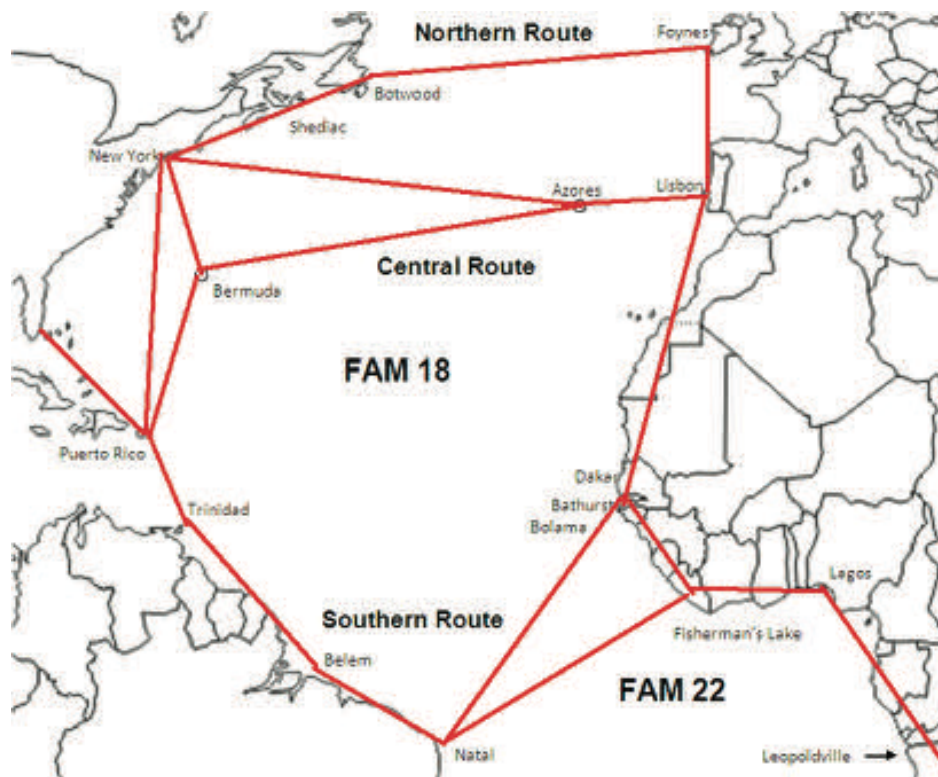 Northern Route
Foynes
Botwood
Shediac
New York
Azores
Lisbon
Central Route
Bermuda
FAM 18
Puerto Rico
Dakar
Trinidad
Bathurst
Bolama
Lagos
Southern Route
Fisherman's Lake
Belem
FAM 22
Natal
Leopoldville